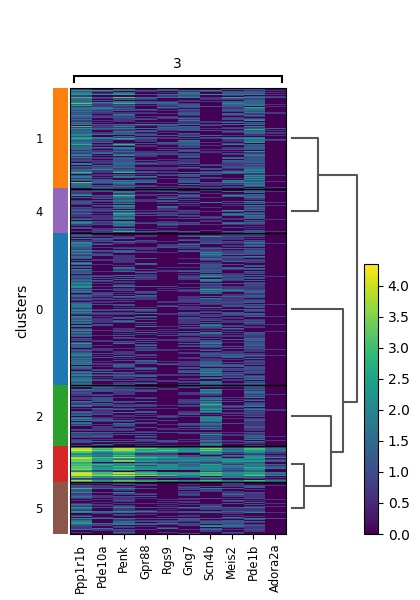 3
1
4
0
2
3
5
clusters
4.0
3.5
3.0
2.5
2.0
1.5
1.0
0.5
0.0
Ppp1r1b
Pde10a
Penk
Gpr88
Rgs9
Gng7
Scn4b
Meis2
Pde1b
Adora2a